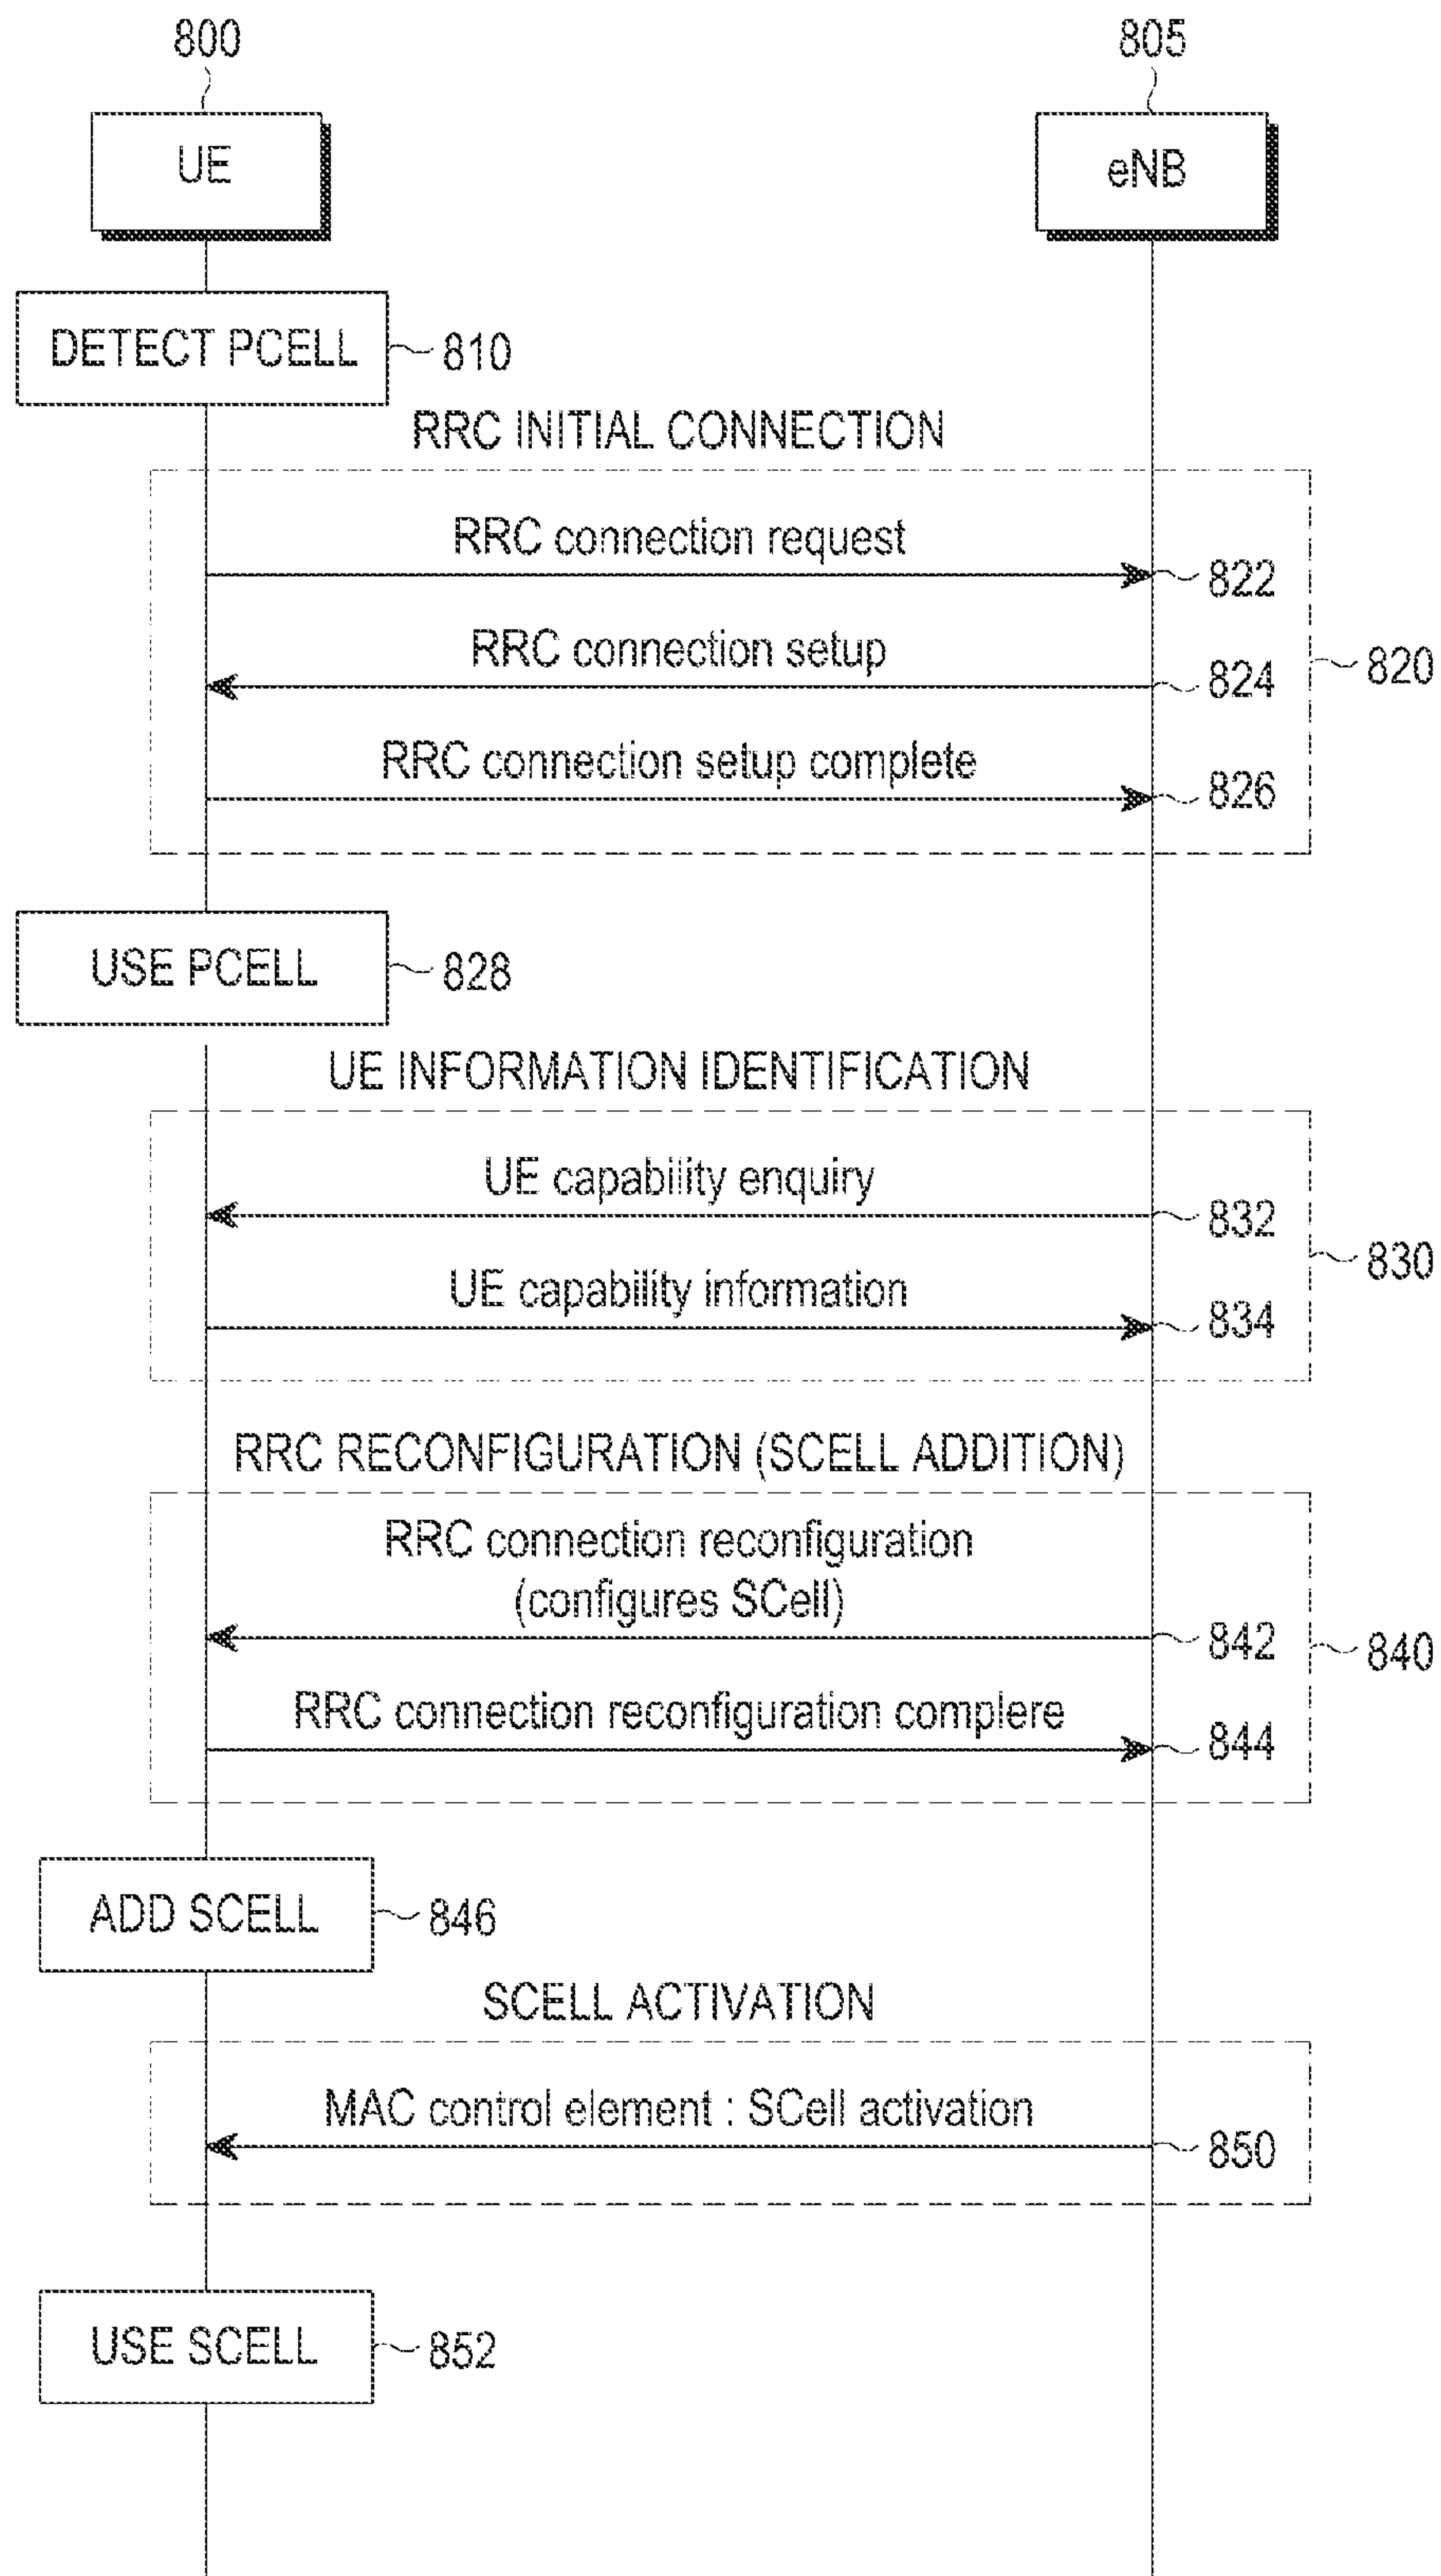 800
805
UE
eNB
DETECT PCELL
810
RRC INITIAL CONNECTION
RRC connection request
822
RRC connection setup
824
820
RRC connection setup complete
826
USE PCELL
828
UE INFORMATION IDENTIFICATION
UE capability enquiry
832
830
UE capability information
834
RRC RECONFIGURATION (SCELL ADDITION)
RRC connection reconfiguration
(configures SCell)
842
840
RRC connection reconfiguration complere
844
ADD SCELL
846
SCELL ACTIVATION
MAC control element : SCell activation
850
USE SCELL
852